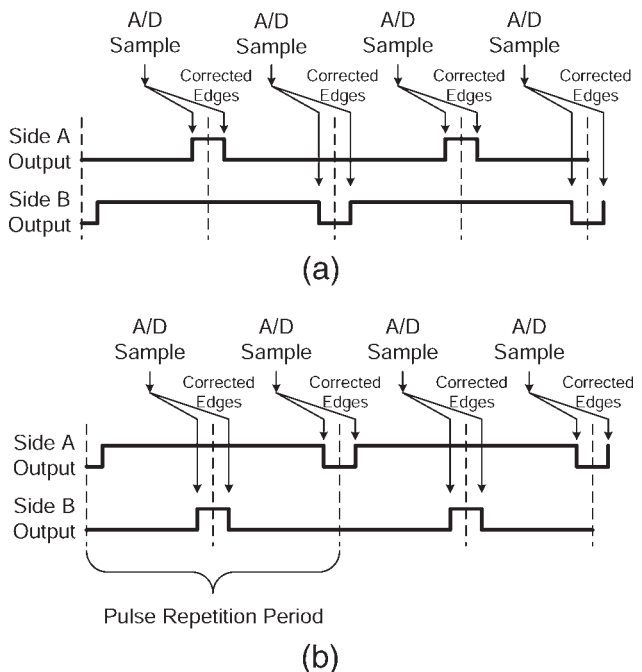 A/D
Sample
A/D
Sample
A/D
Sample
A/D
Sample
Corrected
Edges
Corrected
Edges
Corrected
Edges
Corrected
Edges
Side A
Output
Side B
Output
(a)
A/D
Sample
A/D
Sample
A/D
Sample
A/D
Sample
Corrected
Edges
Corrected
Edges
Corrected
Edges
Corrected
Edges
Side A
Output
Side B
Output
Pulse Repetition Period
(b)